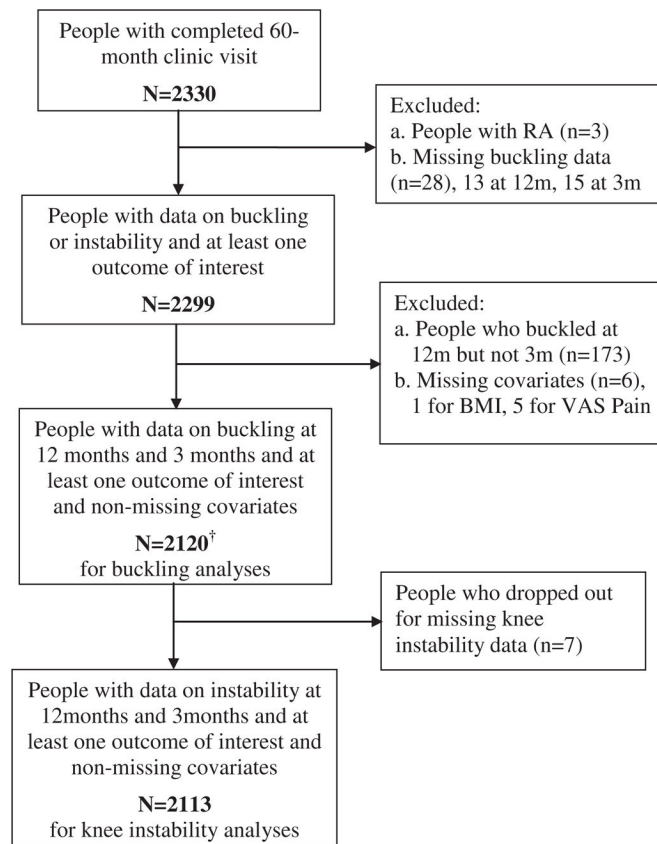 People with completed 60-
month clinic visit
N=2330
Excluded:
a. People with RA (n=3)
b. Missing buckling data
(n=28), 13 at 12m, 15 at 3m
People with data on buckling
or instability and at least one
outcome of interest
N=2299
Excluded:
a. People who buckled at
12m but not 3m (n=173)
b. Missing covariates (n=6),
1 for BMI, 5 for VAS Pain
People with data on buckling at
12 months and 3 months and at
least one outcome of interest
and non-missing covariates
N=2120†
for buckling analyses
People who dropped out
for missing knee
instability data (n=7)
People with data on instability at
12months and 3months and at
least one outcome of interest and
non-missing covariates
N=2113
for knee instability analyses